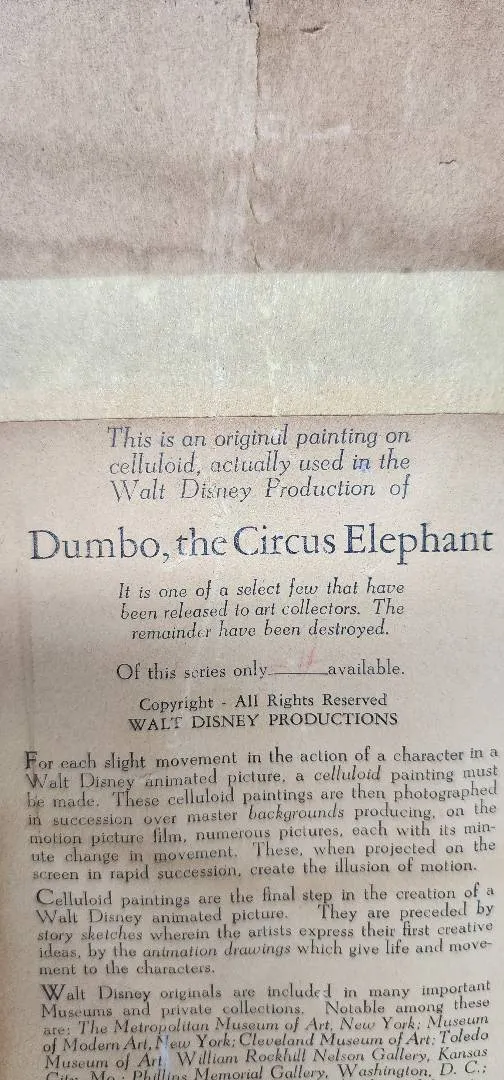 This is an original painting on
celluloid, actually used in the
Walt Disney Production of
Dumbo, the Circus Elephant
It is one of a select few that have
been released to art collectors. The
remainder have been destroyed.
Of this series only available.
Copyright - All Rights Reserved
WALT DISNEY PRODUCTIONS
For each slight movement in the action of a character in a
Walt Disney animated picture, a celluloid painting must
be made. These celluloid paintings are then photographed
in succession over master backgrounds producing, on the
motion picture film, numerous pictures, each with its min-
ute change in movement. These, when projected on the
screen in rapid succession, create the illusion of motion.
Celluloid paintings are the final step in the creation of a
Walt Disney animated picture. They are preceded by
story sketches wherein the artists express their first creative
ideas, by the animation drawings which give life and move-
ment to the characters.
Walt Disney originals are included in many important
Museums and private collections. Notable among these
are: The Metropolitan Museum of Art, New York; Museum
of Modern Art, New York; Cleveland Museum of Art; Toledo
Museum of Art William Rockhill Nelson Gallery, Kansas
City, Mo.; Phillips Memorial Gallery, Washington, D. C.;